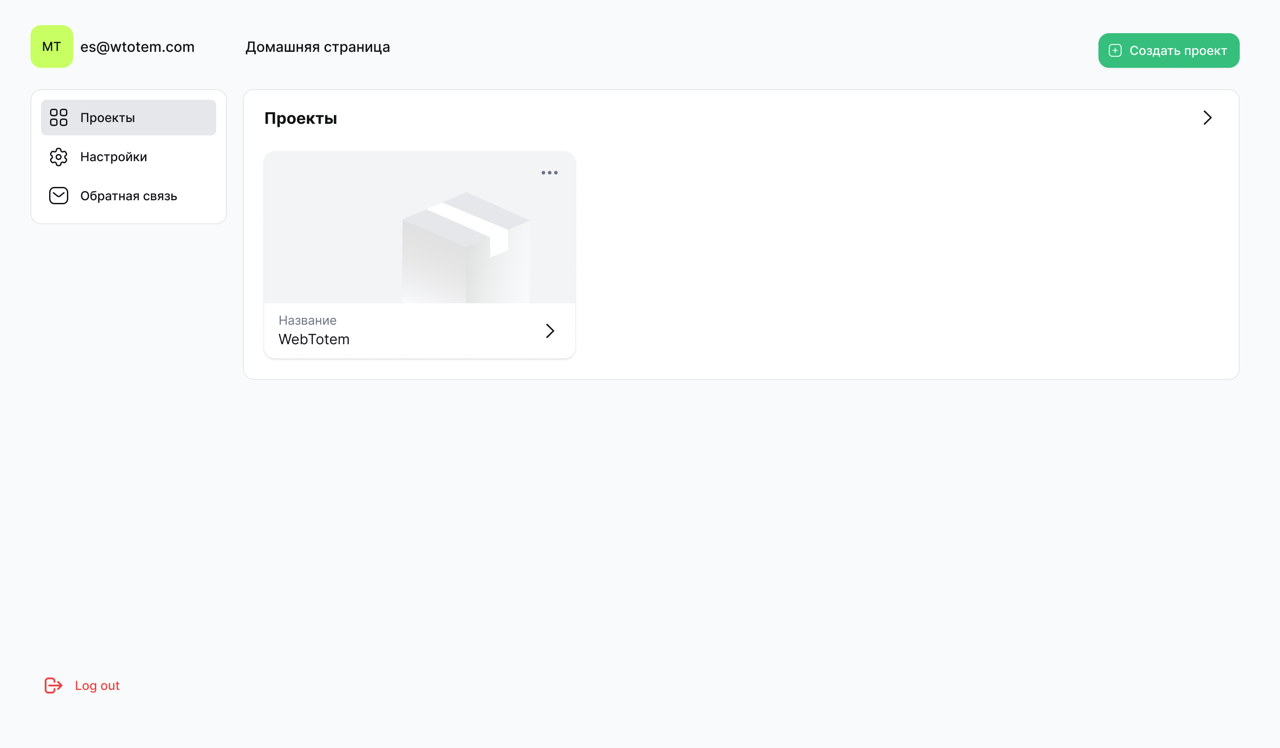 MT
es@wtotem.com
Домашняя страница
Создать проект
Проекты
Настройки
Обратная связь
Проекты
Название
WebTotem
Log out